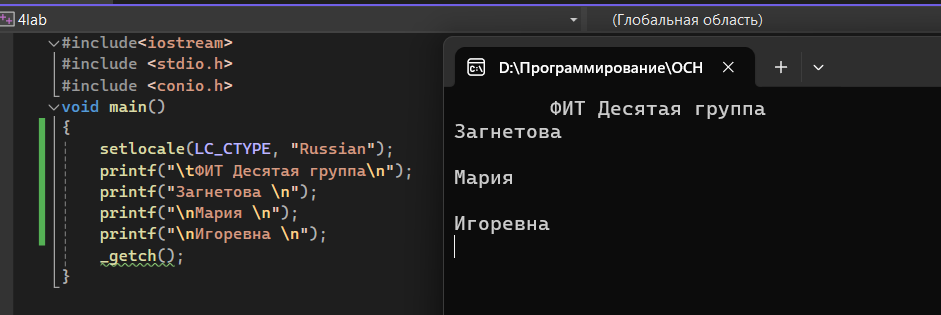 4lab
(Глобальная область)
#include<iostream>
#include <stdio.h>
#include <conio.h>
void main()
{
setlocale(LC_CTYPE, "Russian");
printf("\tФИТ Десятая группа\n");
printf("Загнетова \n");
printf("\nМария \n");
printf("\nИгоревна \n");
_getch();
}
D:\Программирование\ОСН
ФИТ Десятая группа
Загнетова
Мария
Игоревна